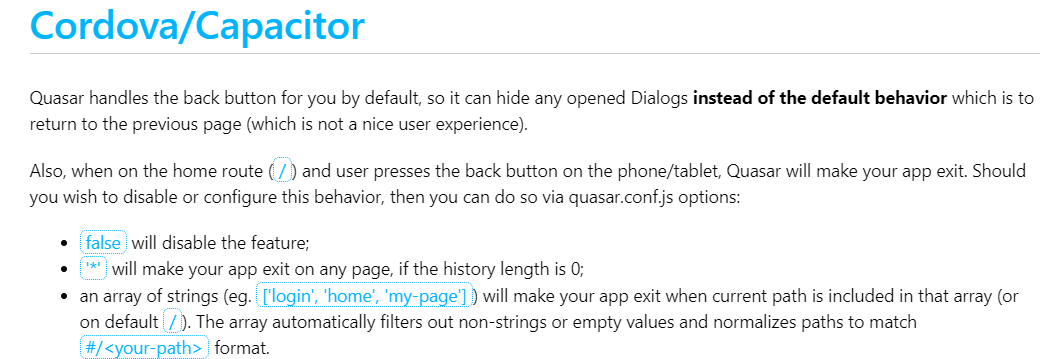 Cordova/Capacitor
Quasar handles the back button for you by default, so it can hide any opened Dialogs instead of the default behavior which is to
return to the previous page (which is not a nice user experience).
Also, when on the home route ( / ) and user presses the back button on the phone/tablet, Quasar will make your app exit. Should
you wish to disable or configure this behavior, then you can do so via quasar.conf.js options:
• false will disable the feature;
• '*' will make your app exit on any page, if the history length is 0;
• an array of strings (eg. ['login', 'home', 'my-page'] ) will make your app exit when current path is included in that array (or
on default / ). The array automatically filters out non-strings or empty values and normalizes paths to match
#/<your-path> format.